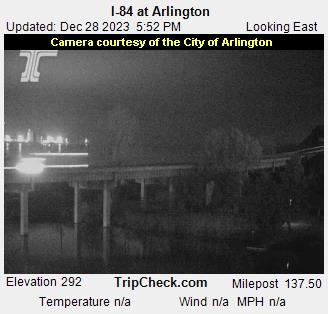 I-84 at Arlington
Updated: Dec 28 2023 5:52 PM Looking East
Camera courtesy of the City of Arlington
Elevation 292 TripCheck.com Milepost 137.50
Temperature n/a Wind n/a MPH n/a